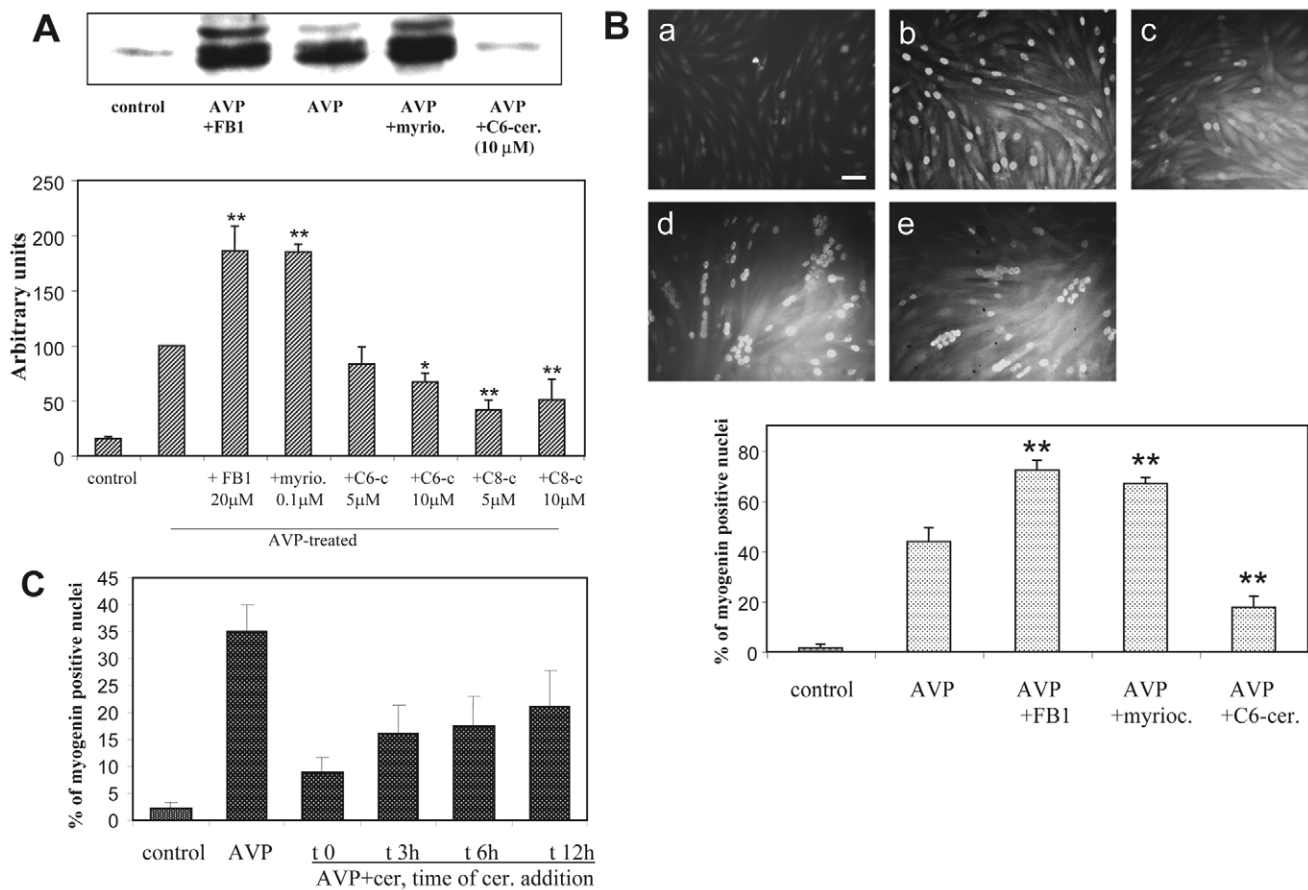 A
control AVP AVP AVP AVP
+FB1 +myrio. +C6-cer.
(10 μM)
Arbitrary units
250
200
150
100
50
0
** ** * ** **
control + FB1 +myrio. +C6-c +C6-c +C8-c +C8-c
20μM 0.1μM 5μM 10μM 5μM 10μM
AVP-treated
B
a b c
d e
% of myogenin positive nuclei
80
60
40
20
0
** ** **
control AVP AVP AVP AVP
+FB1 +myrioc. +C6-cer.
C
% of myogenin positive nuclei
45
40
35
30
25
20
15
10
5
0
control AVP t 0 t 3h t 6h t 12h
AVP+cer, time of cer. addition